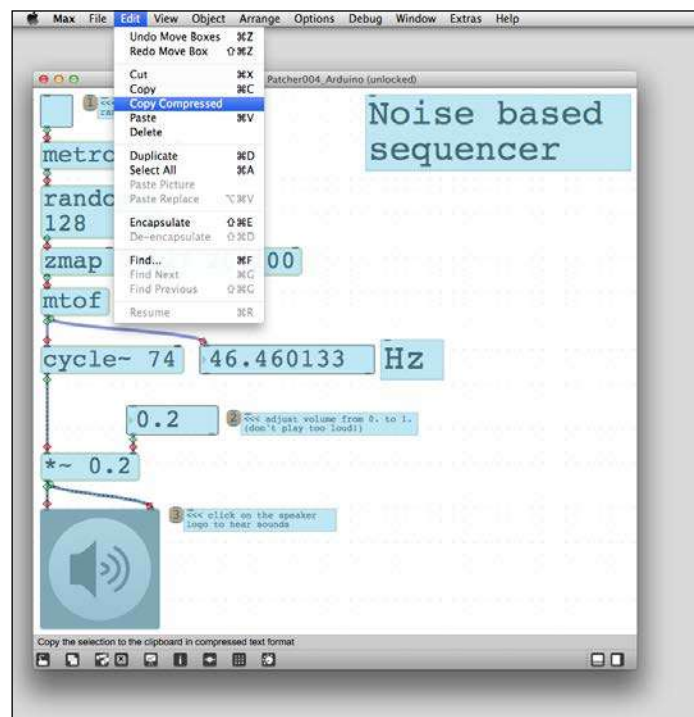 Max File Edit View Object Arrange Options Debug Window Extras Help
Undo Move Boxes ⌘Z
Redo Move Box ⇧⌘Z
Cut ⌘X
Copy ⌘C
Copy Compressed
Paste ⌘V
Delete
Duplicate ⌘D
Select All ⌘A
Paste Picture
Paste Replace ⌥⌘V
Encapsulate ⇧⌘E
De-encapsulate ⇧⌘D
Find... ⌘F
Find Next ⌘G
Find Previous ⇧⌘G
Resume ⌘R
Patcher004_Arduino (unlocked)
1 <<<
Noise based
sequencer
metro
rando
128
zmap 00
mtof
cycle~ 74
46.460133
Hz
0.2
2 <<< adjust volume from 0. to 1.
(don't play too loud!)
*~ 0.2
3 <<< click on the speaker
logo to hear sounds
Copy the selection to the clipboard in compressed text format